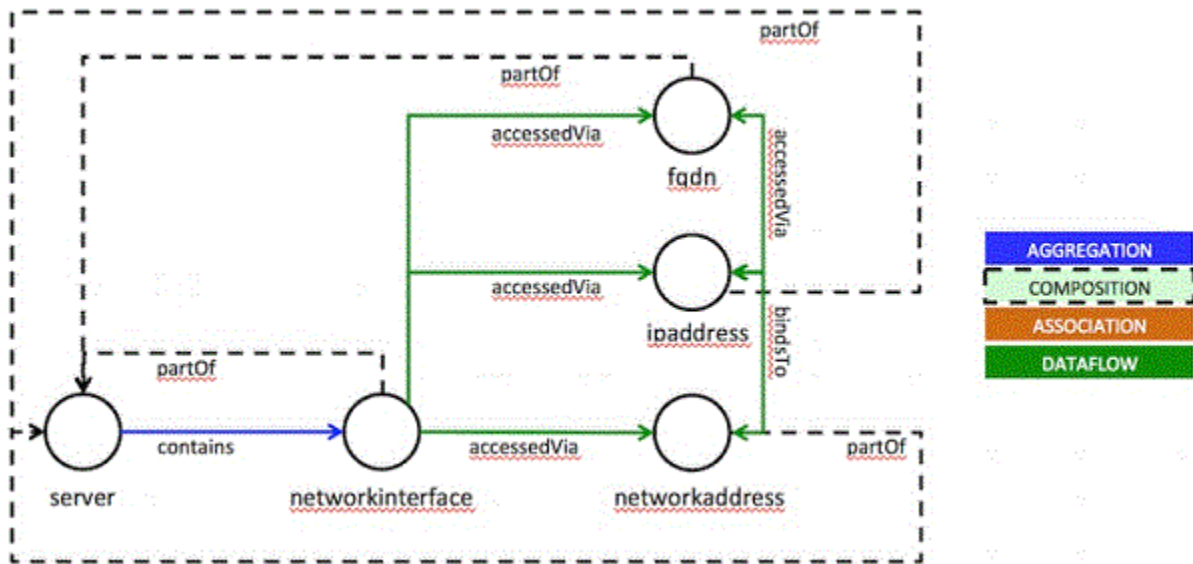 partOf
partOf
accessedVia
accessedVia
fqdn
accessedVia
ipaddress
bindsTo
partOf
contains
accessedVia
partOf
server
networkinterface
networkaddress
AGGREGATION
COMPOSITION
ASSOCIATION
DATAFLOW